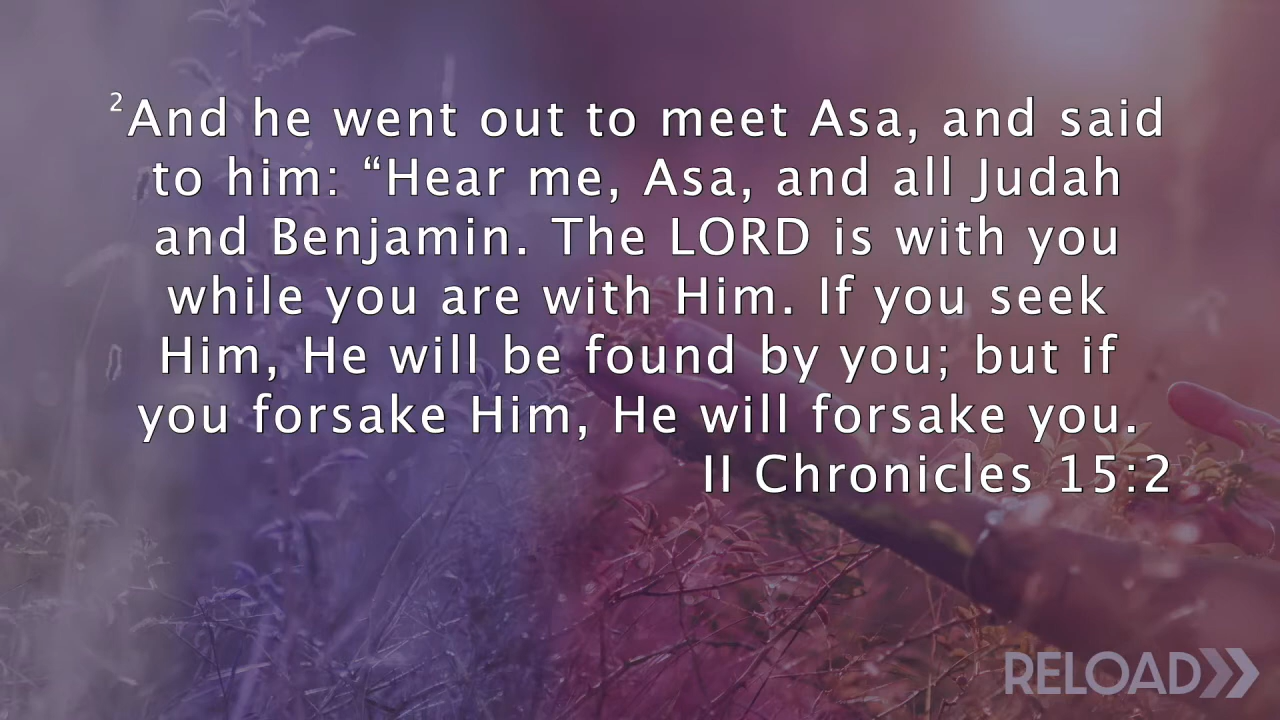 ²And he went out to meet Asa, and said
to him: “Hear me, Asa, and all Judah
and Benjamin. The LORD is with you
while you are with Him. If you seek
Him, He will be found by you; but if
you forsake Him, He will forsake you.
II Chronicles 15:2
RELOAD